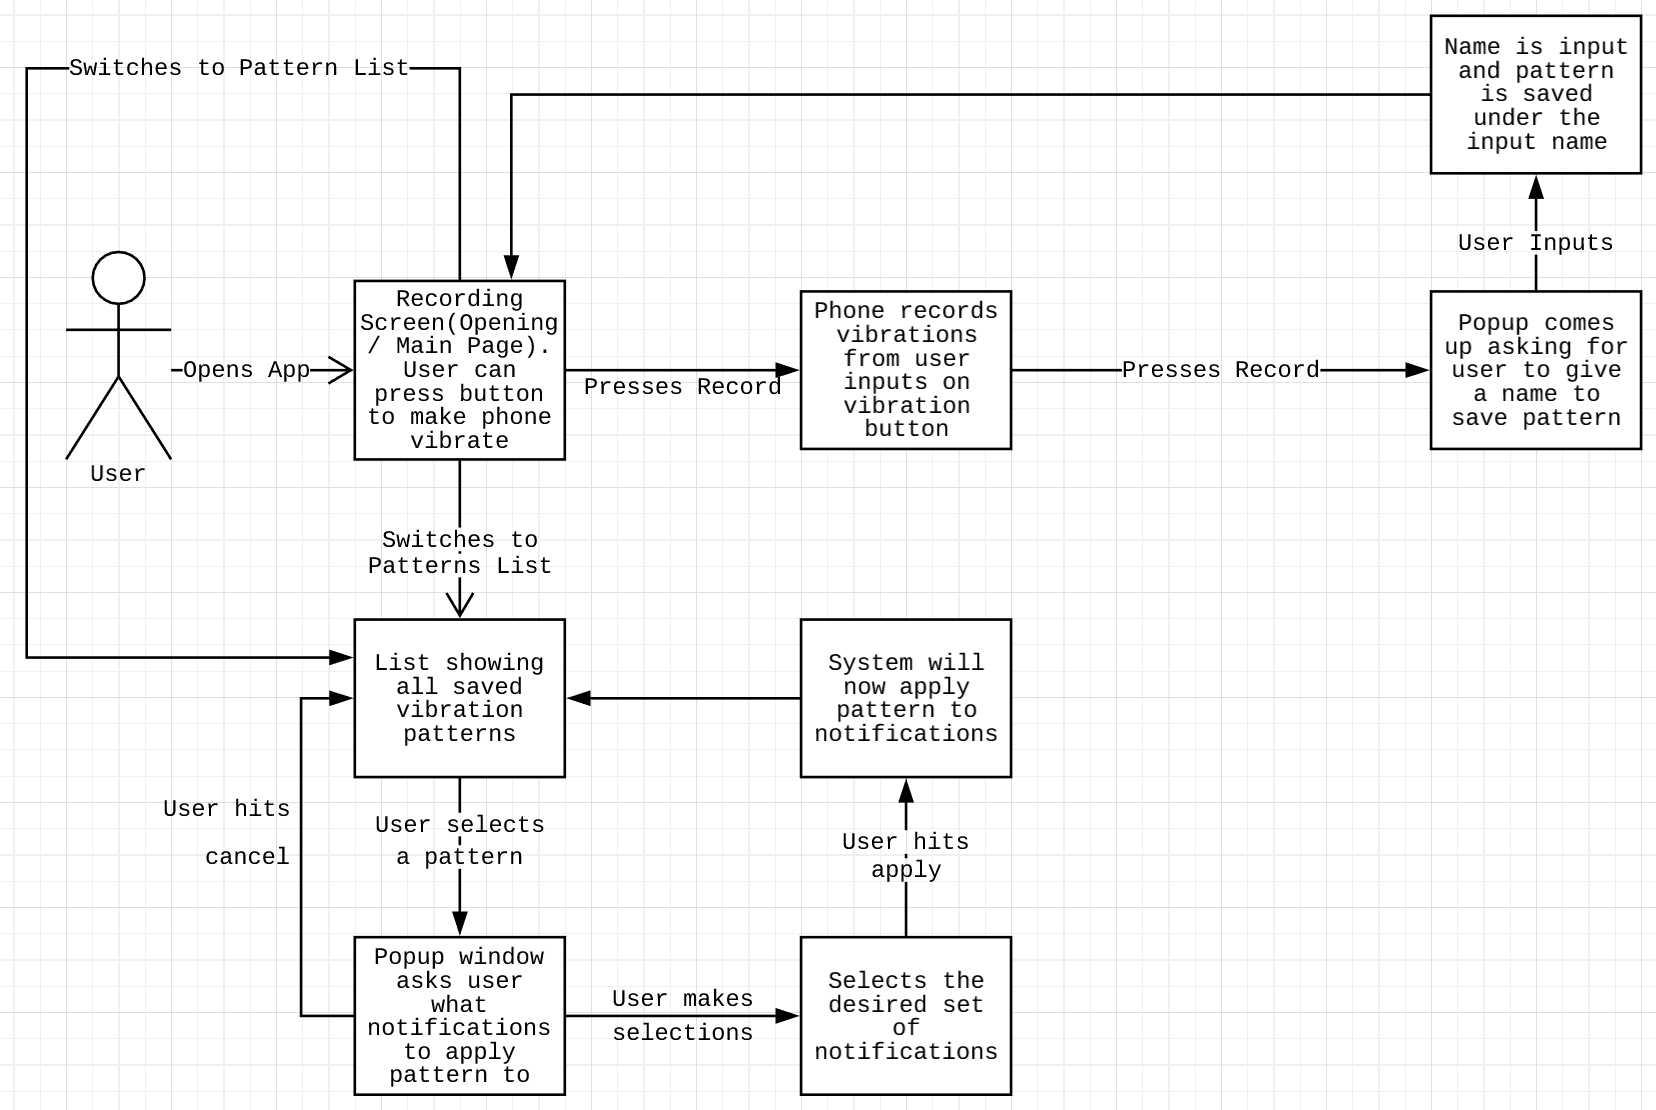 Switches to Pattern List
Name is input
and pattern
is saved
under the
input name
User Inputs
User
Opens App
Recording
Screen(Opening
/ Main Page).
User can
press button
to make phone
vibrate
Presses Record
Phone records
vibrations
from user
inputs on
vibration
button
Presses Record
Popup comes
up asking for
user to give
a name to
save pattern
Switches to
Patterns List
List showing
all saved
vibration
patterns
System will
now apply
pattern to
notifications
User hits
cancel
User selects
a pattern
User hits
apply
Popup window
asks user
what
notifications
to apply
pattern to
User makes
selections
Selects the
desired set
of
notifications